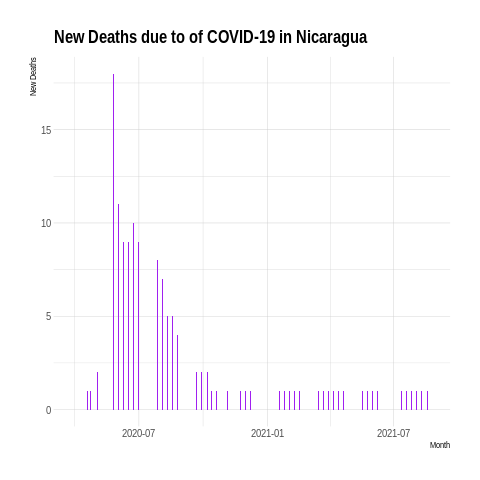 New Deaths due to of COVID-19 in Nicaragua
New Deaths
15
10
5
0
2020-07
2021-01
2021-07
Month